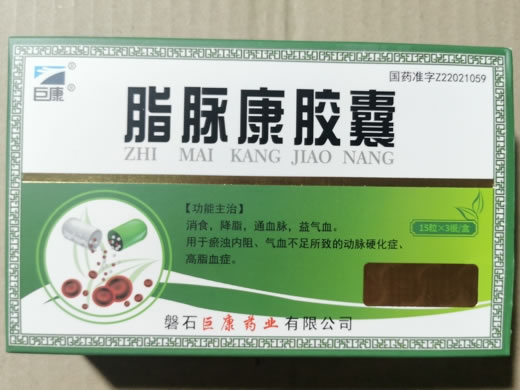 巨康®
国药准字Z22021059
脂脉康胶囊
ZHI MAI KANG JIAO NANG
【功能主治】
消食，降脂，通血脉，益气血。
用于瘀浊内阻、气血不足所致的动脉硬化症、
高脂血症。
15粒×3板/盒
磐石巨康药业有限公司